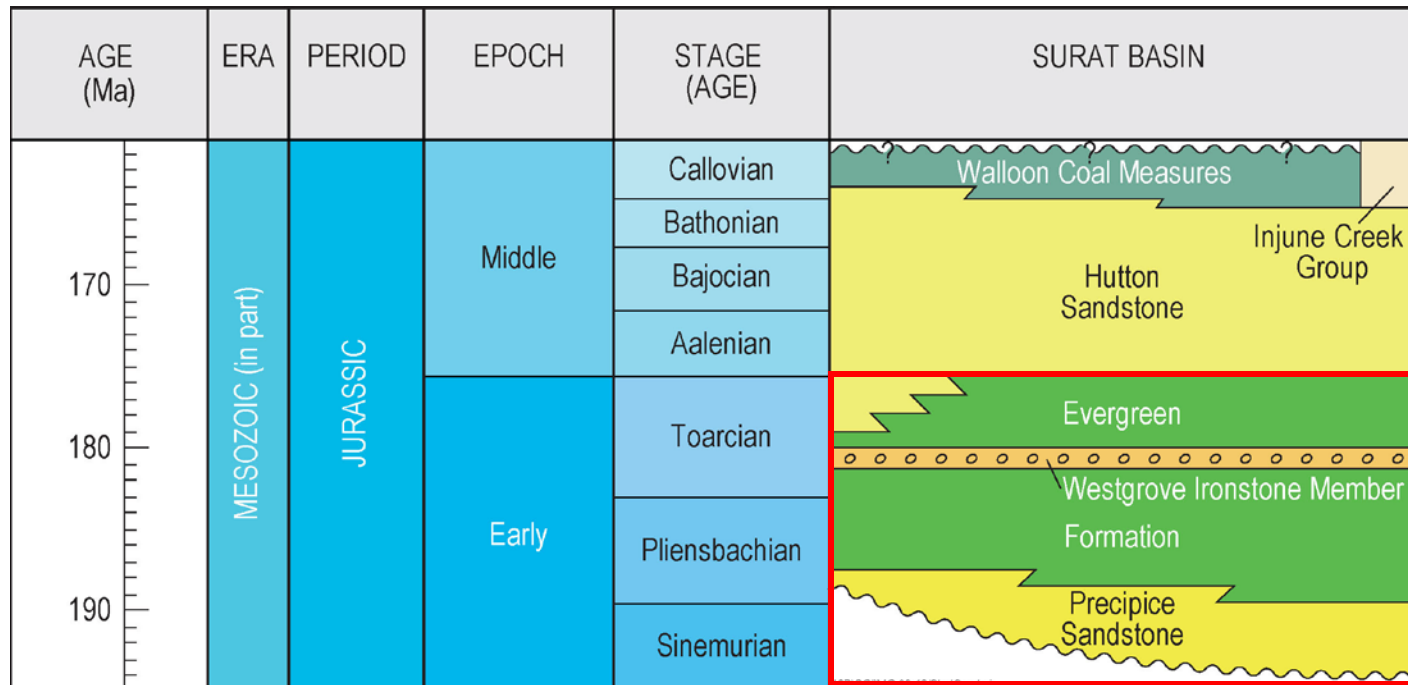 AGE
(Ma)
ERA
PERIOD
EPOCH
STAGE
(AGE)
SURAT BASIN
170
180
190
MESOZOIC (in part)
JURASSIC
Middle
Early
Callovian
Bathonian
Bajocian
Aalenian
Toarcian
Pliensbachian
Sinemurian
? ? ?
Walloon Coal Measures
Injune Creek
Group
Hutton
Sandstone
Evergreen
Westgrove Ironstone Member
Formation
Precipice
Sandstone